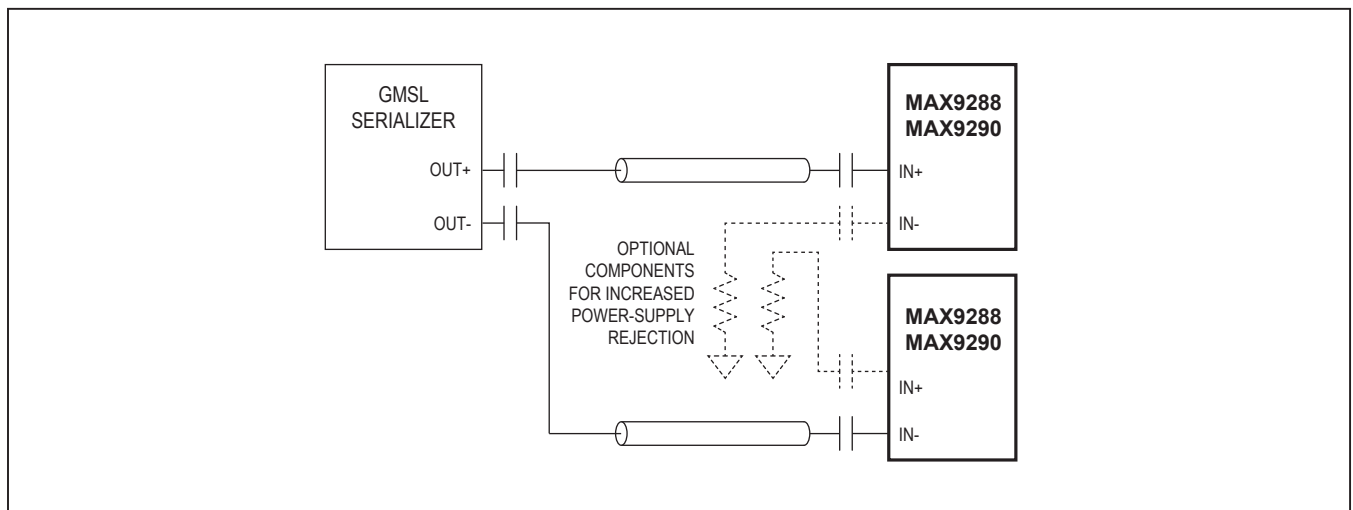 GMSL
SERIALIZER
OUT+
OUT-
MAX9288
MAX9290
IN+
IN-
OPTIONAL
COMPONENTS
FOR INCREASED
POWER-SUPPLY
REJECTION
MAX9288
MAX9290
IN+
IN-